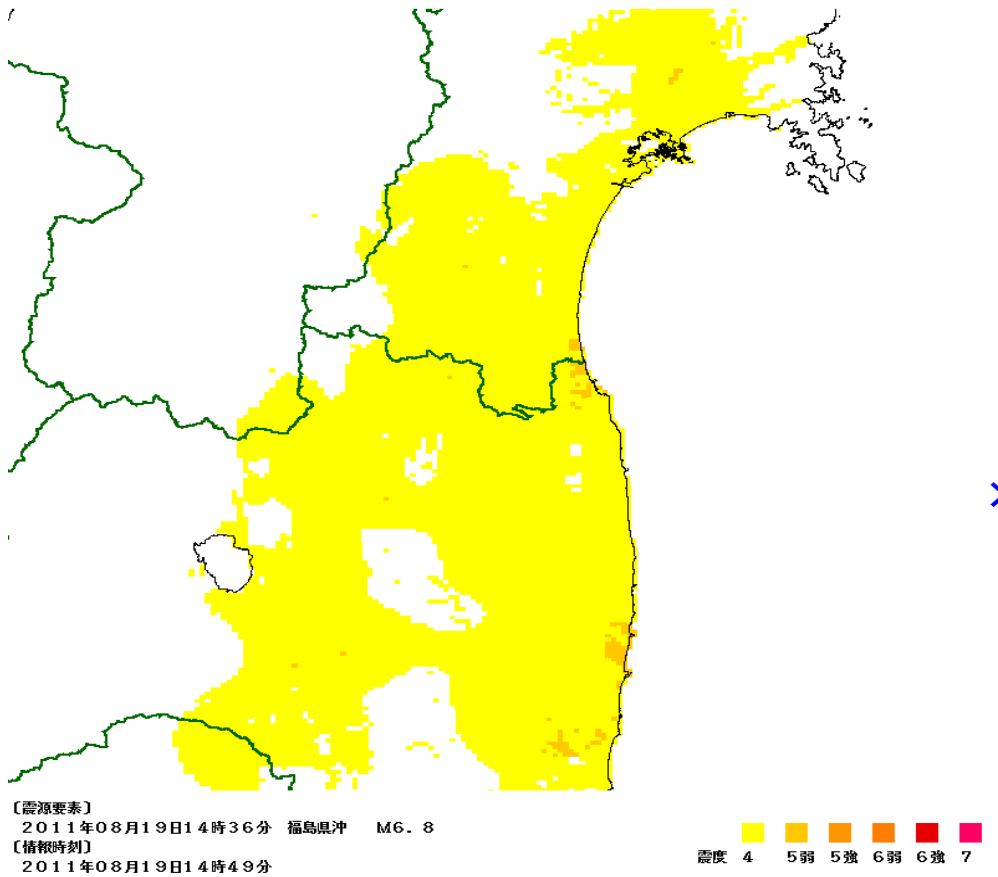 〔震源要素〕
2011年08月19日14時36分 福島県沖 M6.8
〔情報時刻〕
2011年08月19日14時49分
震度 4 5弱 5強 6弱 6強 7